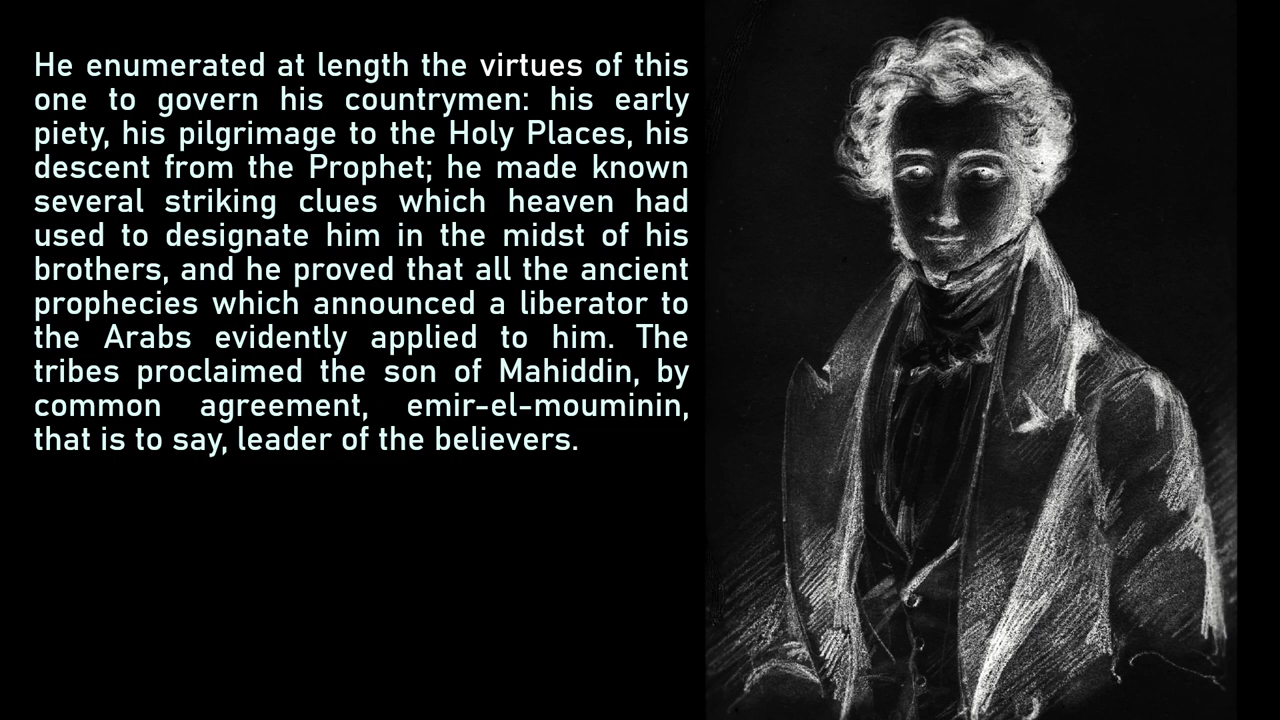 He enumerated at length the virtues of this
one to govern his countrymen: his early
piety, his pilgrimage to the Holy Places, his
descent from the Prophet; he made known
several striking clues which heaven had
used to designate him in the midst of his
brothers, and he proved that all the ancient
prophecies which announced a liberator to
the Arabs evidently applied to him. The
tribes proclaimed the son of Mahiddin, by
common agreement, emir-el-mouminin,
that is to say, leader of the believers.